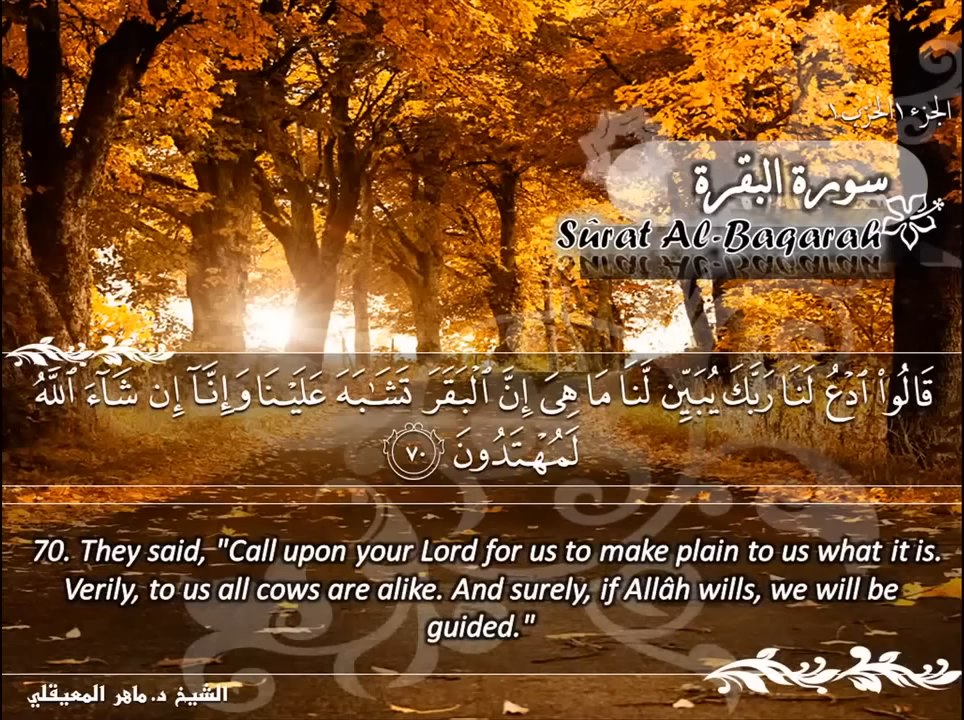 الجزء ١ الحزب ١
سورة البقرة
Sûrat Al-Baqarah
قَالُوا۟ ٱدْعُ لَنَا رَبَّكَ يُبَيِّن لَّنَا مَا هِىَ إِنَّ ٱلْبَقَرَ تَشَـٰبَهَ عَلَيْنَا وَإِنَّآ إِن شَآءَ ٱللَّهُ
لَمُهْتَدُونَ ٧٠
70. They said, "Call upon your Lord for us to make plain to us what it is.
Verily, to us all cows are alike. And surely, if Allâh wills, we will be
guided."
الشيخ د. ماهر المعيقلي